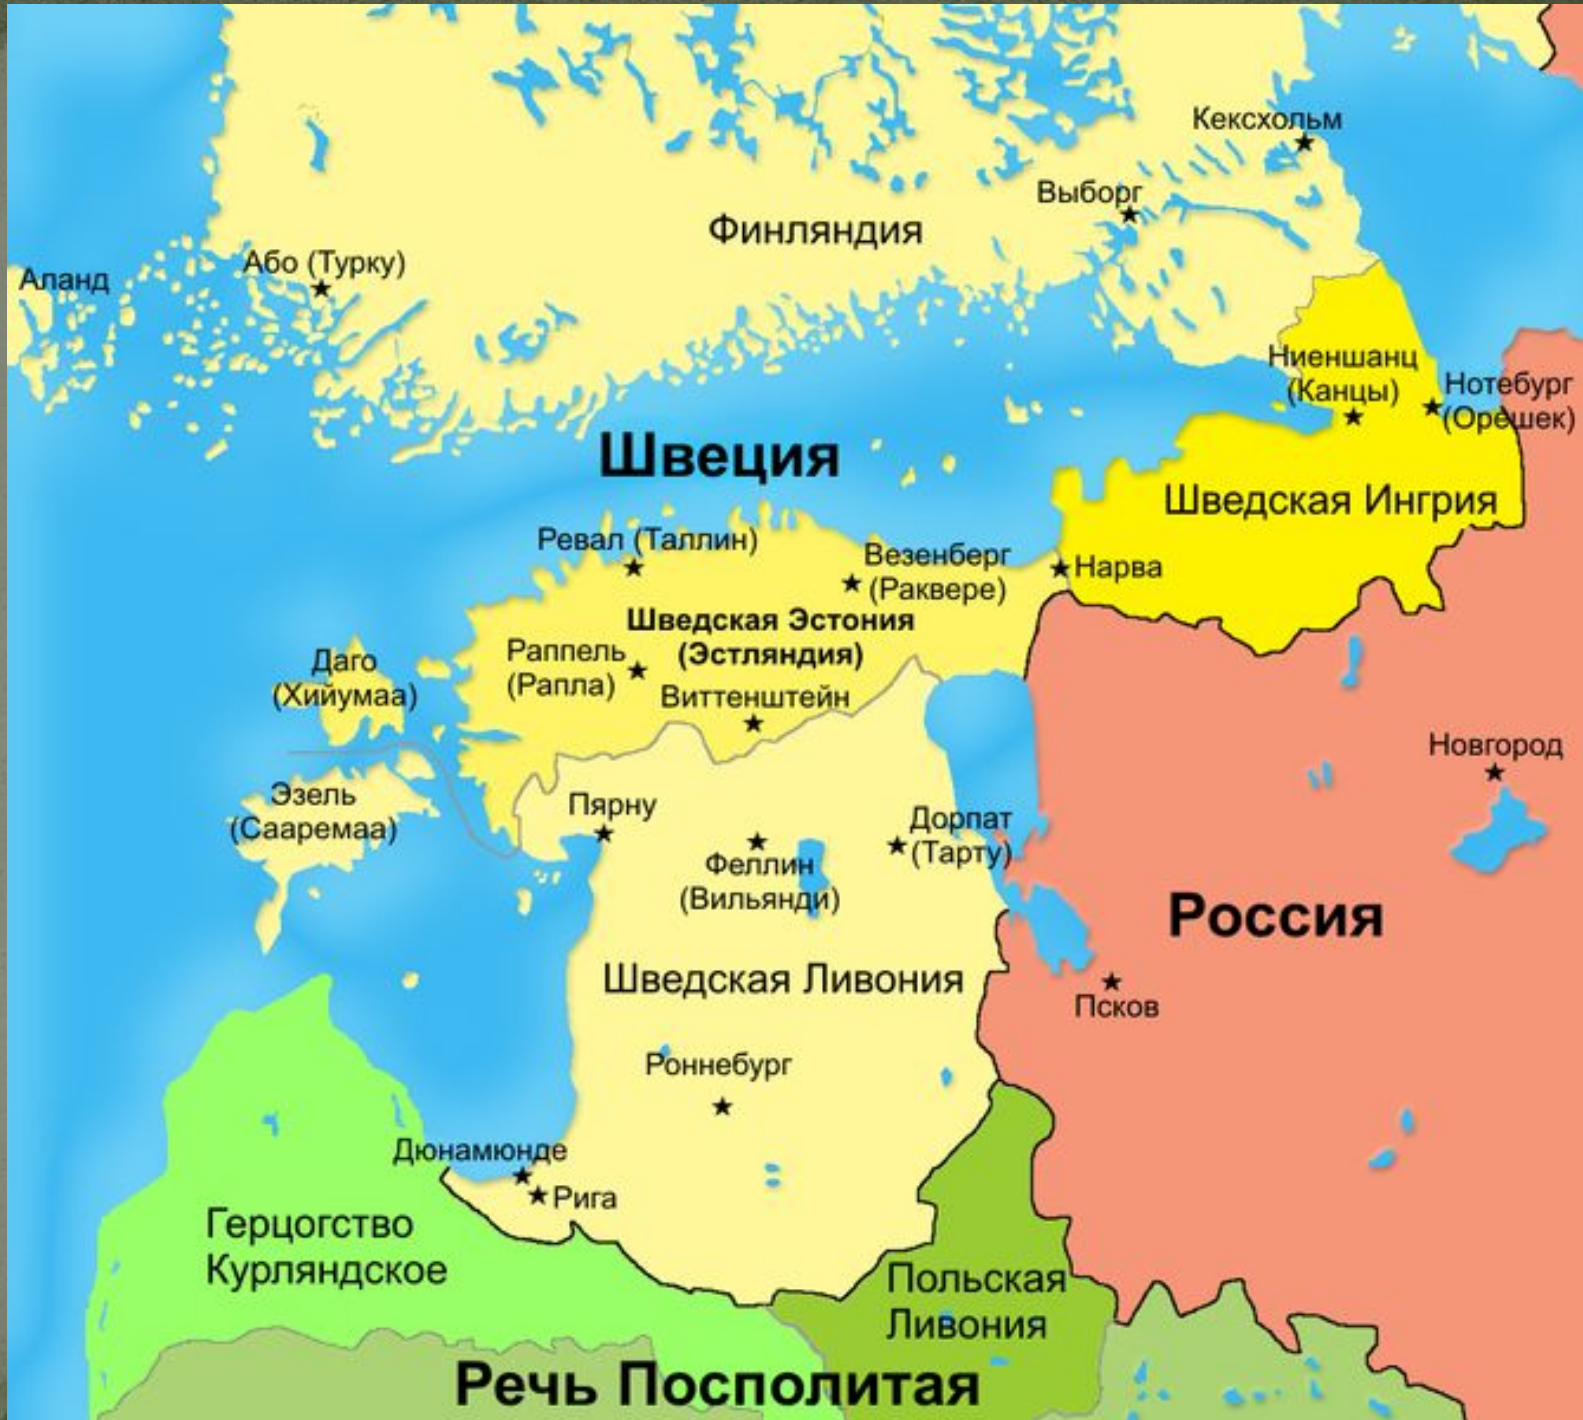 Кексхольм
Выборг
Финляндия
Або (Турку)
Аланд
Ниеншанц
(Канцы)
Нотебург
(Орешек)
Швеция
Шведская Ингрия
Ревал (Таллин)
Везенберг
(Раквере)
Нарва
Шведская Эстония
(Эстляндия)
Раппель
(Рапла)
Даго
(Хийумаа)
Виттенштейн
Новгород
Эзель
(Сааремаа)
Пярну
Феллин
(Вильянди)
Дорпат
(Тарту)
Россия
Шведская Ливония
Псков
Роннебург
Дюнамюнде
Рига
Герцогство
Курляндское
Польская
Ливония
Речь Посполитая